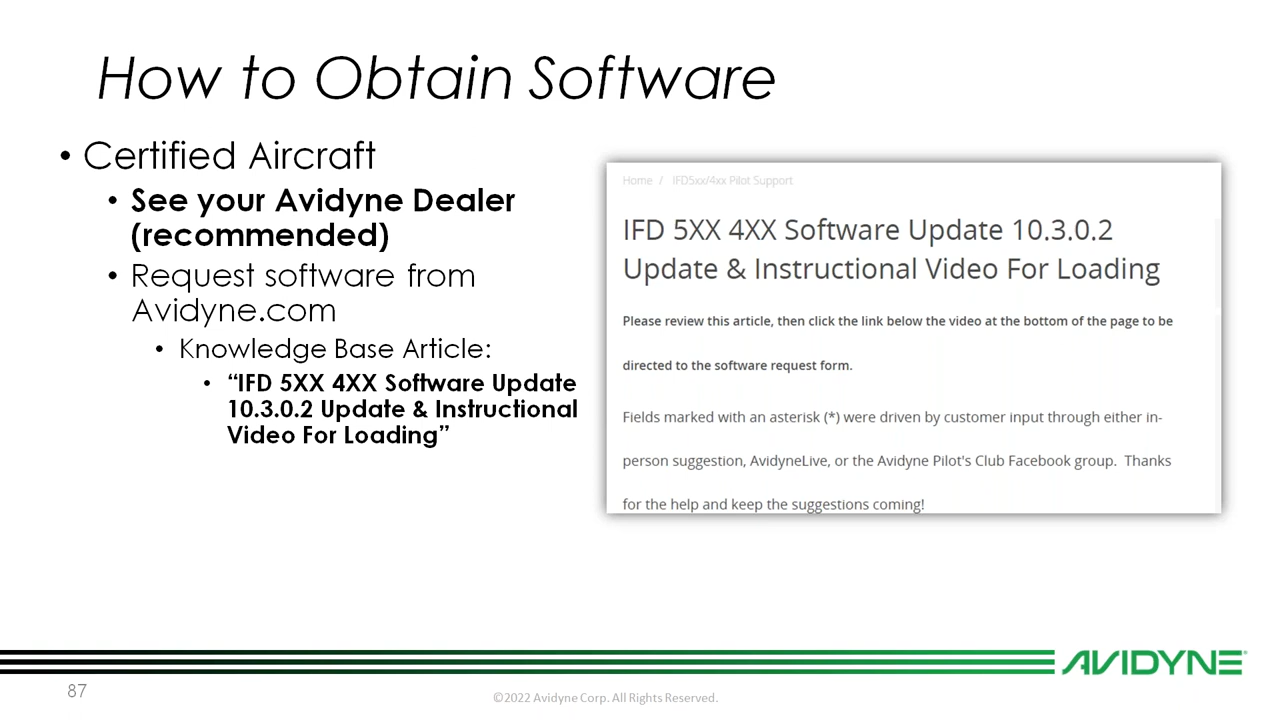 How to Obtain Software
• Certified Aircraft
• See your Avidyne Dealer
(recommended)
• Request software from
Avidyne.com
• Knowledge Base Article:
• “IFD 5XX 4XX Software Update
10.3.0.2 Update & Instructional
Video For Loading”
Home / IFD5xx/4xx Pilot Support
IFD 5XX 4XX Software Update 10.3.0.2
Update & Instructional Video For Loading
Please review this article, then click the link below the video at the bottom of the page to be
directed to the software request form.
Fields marked with an asterisk (*) were driven by customer input through either in-
person suggestion, AvidyneLive, or the Avidyne Pilot's Club Facebook group.  Thanks
for the help and keep the suggestions coming!
AVIDYNE
87
©2022 Avidyne Corp. All Rights Reserved.